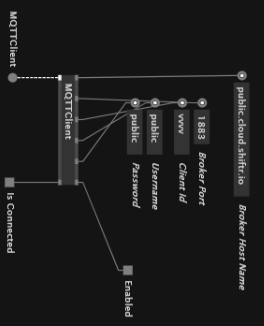 public.cloud.shiftr.io
Broker Host Name
1883
Broker Port
vvvv
Client Id
public
Username
public
Password
MQTTClient
Enabled
MQTTClient
Is Connected